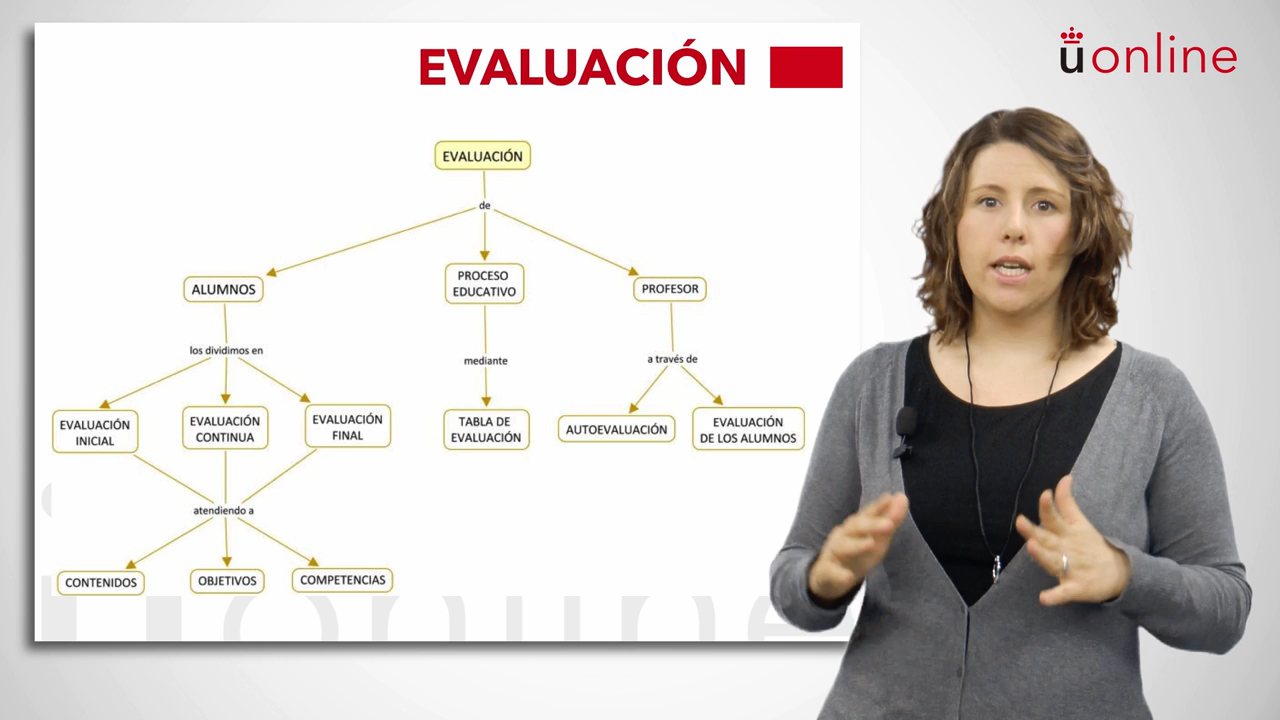 EVALUACIÓN
üonline
EVALUACIÓN
de
ALUMNOS
PROCESO
EDUCATIVO
PROFESOR
los dividimos en
mediante
a través de
EVALUACIÓN
INICIAL
EVALUACIÓN
CONTINUA
EVALUACIÓN
FINAL
TABLA DE
EVALUACIÓN
AUTOEVALUACIÓN
EVALUACIÓN
DE LOS ALUMNOS
atendiendo a
CONTENIDOS
OBJETIVOS
COMPETENCIAS